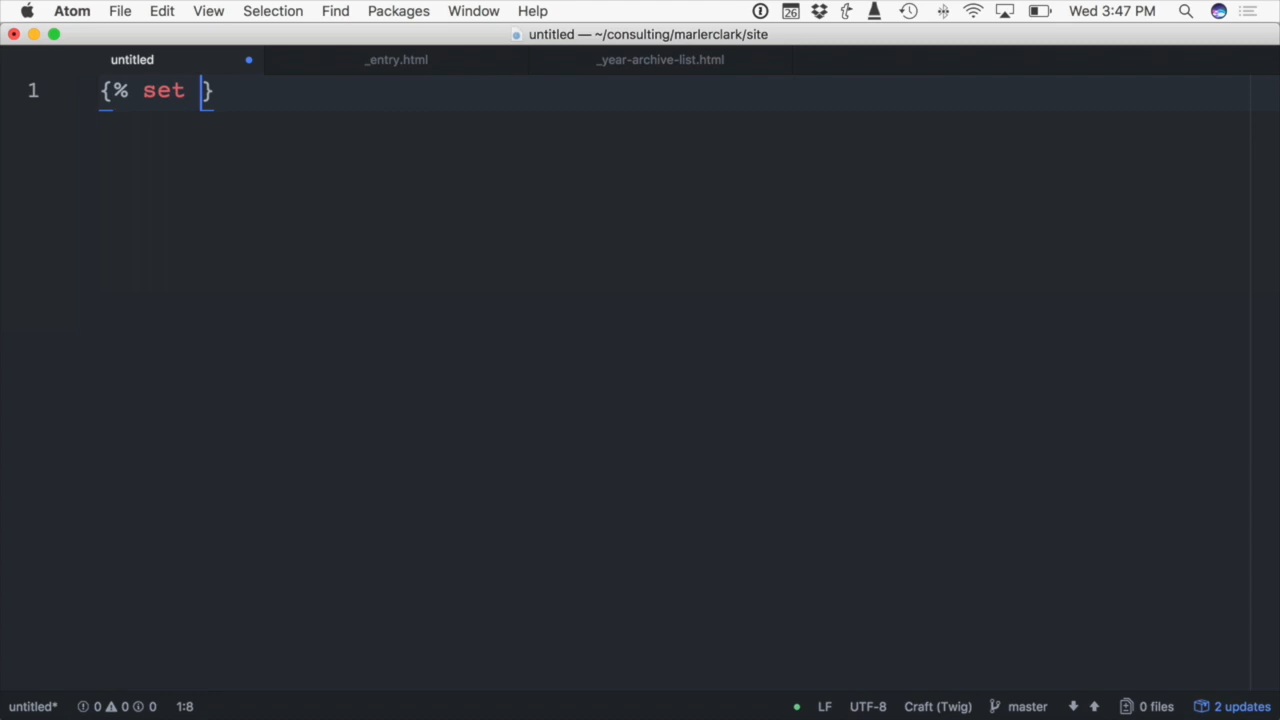 Atom File Edit View Selection Find Packages Window Help 26 Wed 3:47 PM
untitled — ~/consulting/marlerclark/site
untitled _entry.html _year-archive-list.html
1 {% set }
untitled* 0 0 0 1:8 LF UTF-8 Craft (Twig) master 0 files 2 updates